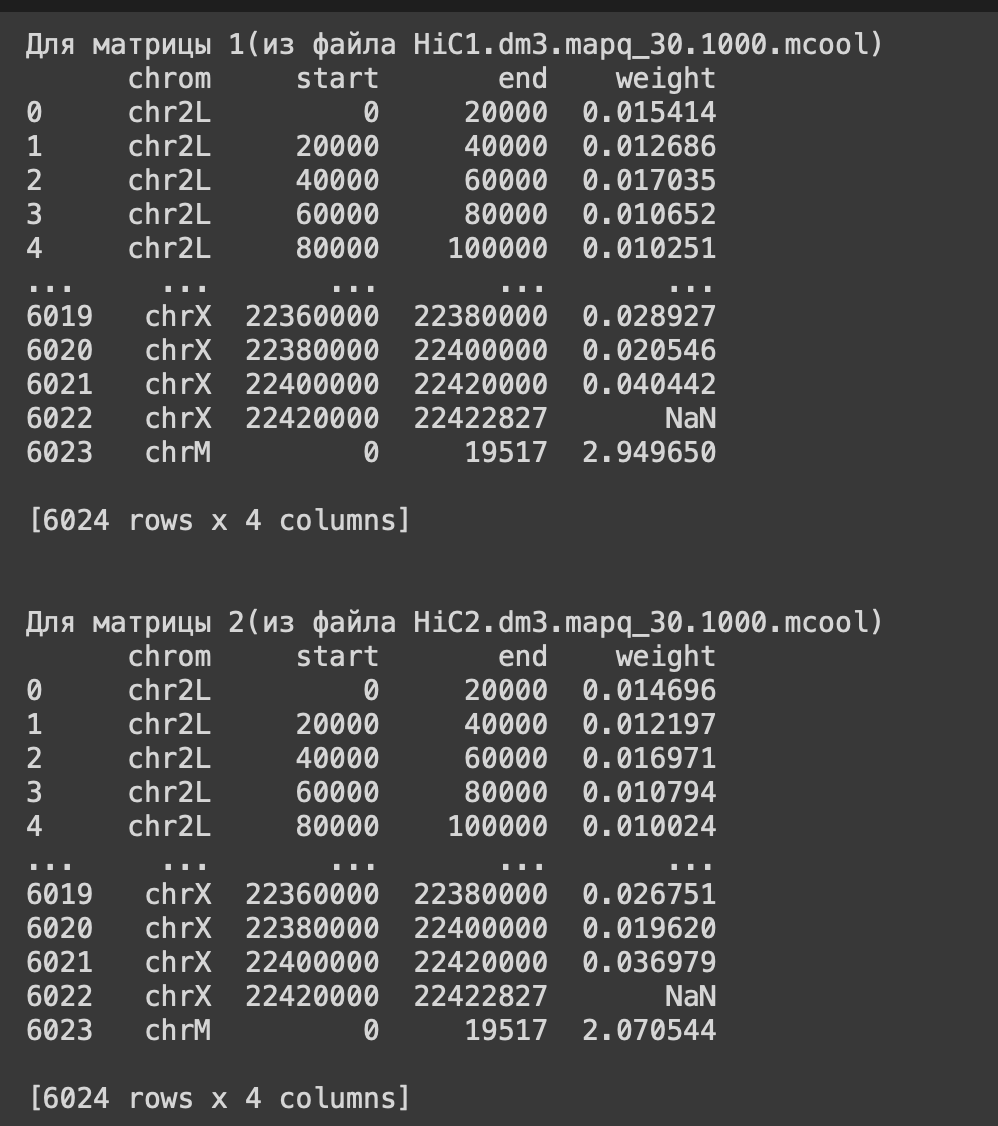 Для матрицы 1(из файла HiC1.dm3.mapq_30.1000.mcool)
chrom start end weight
0 chr2L 0 20000 0.015414
1 chr2L 20000 40000 0.012686
2 chr2L 40000 60000 0.017035
3 chr2L 60000 80000 0.010652
4 chr2L 80000 100000 0.010251
... ... ... ... ...
6019 chrX 22360000 22380000 0.028927
6020 chrX 22380000 22400000 0.020546
6021 chrX 22400000 22420000 0.040442
6022 chrX 22420000 22422827 NaN
6023 chrM 0 19517 2.949650
[6024 rows x 4 columns]
Для матрицы 2(из файла HiC2.dm3.mapq_30.1000.mcool)
chrom start end weight
0 chr2L 0 20000 0.014696
1 chr2L 20000 40000 0.012197
2 chr2L 40000 60000 0.016971
3 chr2L 60000 80000 0.010794
4 chr2L 80000 100000 0.010024
... ... ... ... ...
6019 chrX 22360000 22380000 0.026751
6020 chrX 22380000 22400000 0.019620
6021 chrX 22400000 22420000 0.036979
6022 chrX 22420000 22422827 NaN
6023 chrM 0 19517 2.070544
[6024 rows x 4 columns]